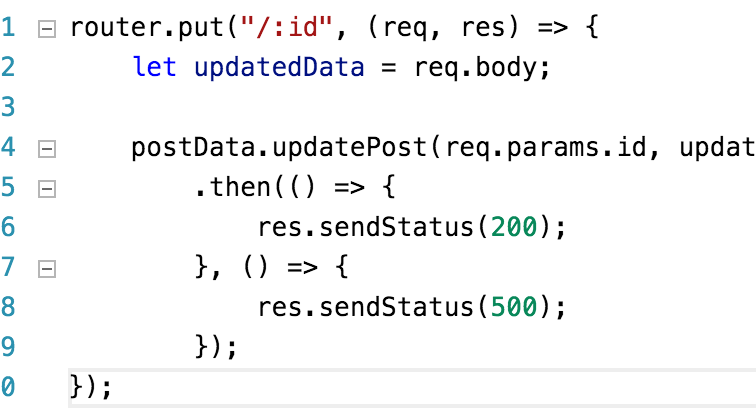 1 router.put("/:id", (req, res) => {
2 let updatedData = req.body;
3
4 postData.updatePost(req.params.id, updat
5 .then(() => {
6 res.sendStatus(200);
7 }, () => {
8 res.sendStatus(500);
9 });
0 });